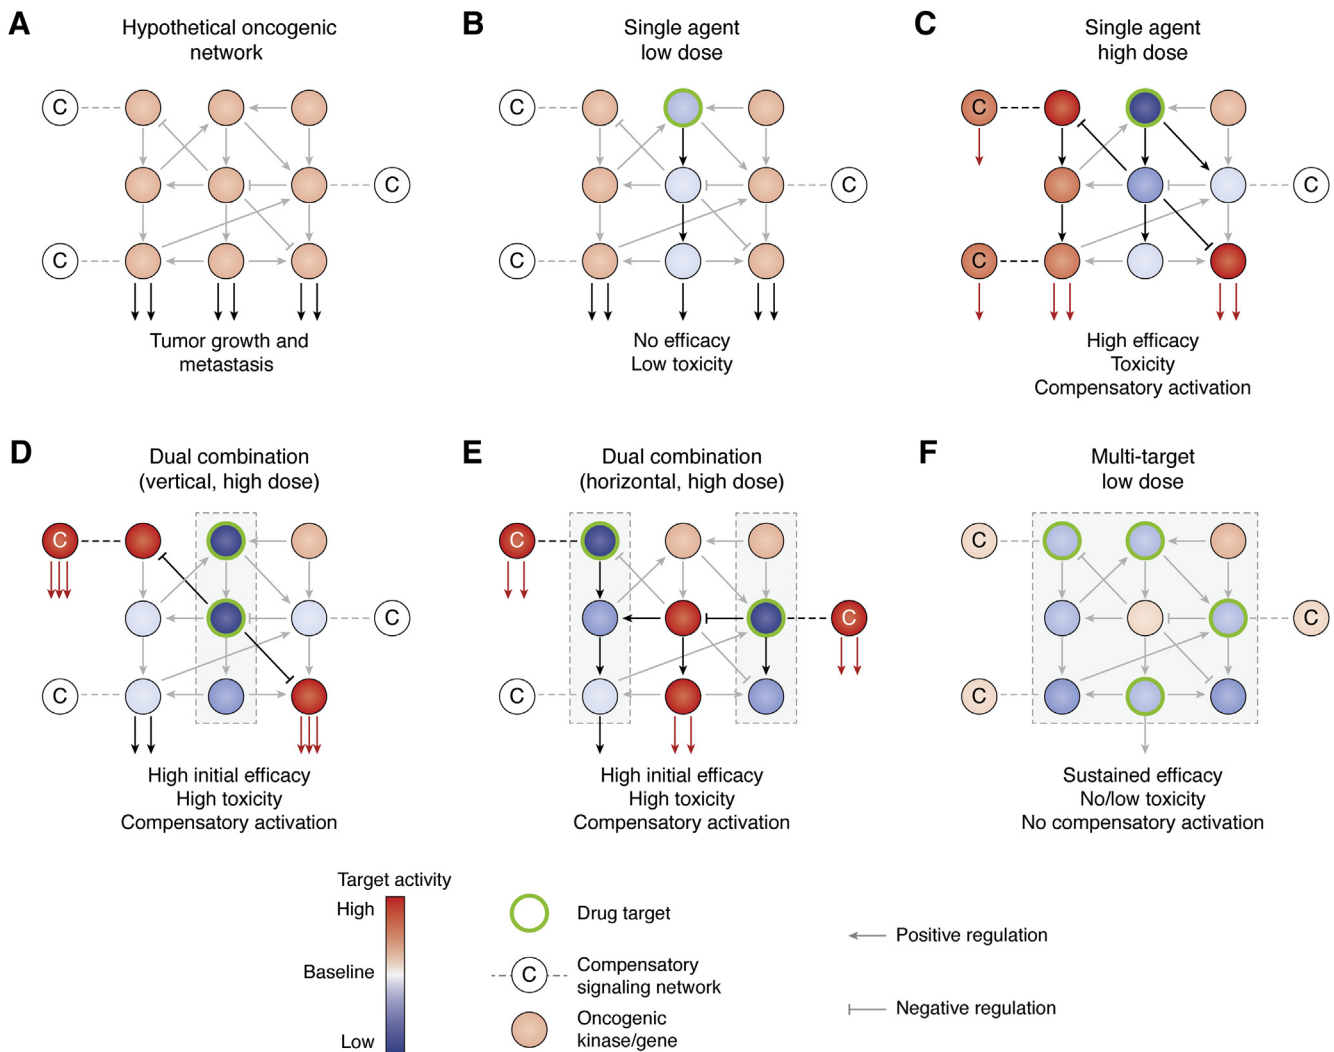 A
Hypothetical oncogenic
network
C
C
C
Tumor growth and
metastasis
B
Single agent
low dose
C
C
C
No efficacy
Low toxicity
C
Single agent
high dose
C
C
C
High efficacy
Toxicity
Compensatory activation
D
Dual combination
(vertical, high dose)
C
C
C
High initial efficacy
High toxicity
Compensatory activation
E
Dual combination
(horizontal, high dose)
C
C
C
High initial efficacy
High toxicity
Compensatory activation
F
Multi-target
low dose
C
C
C
Sustained efficacy
No/low toxicity
No compensatory activation
Target activity
High
Baseline
Low
Drug target
C
Compensatory
signaling network
Oncogenic
kinase/gene
Positive regulation
Negative regulation